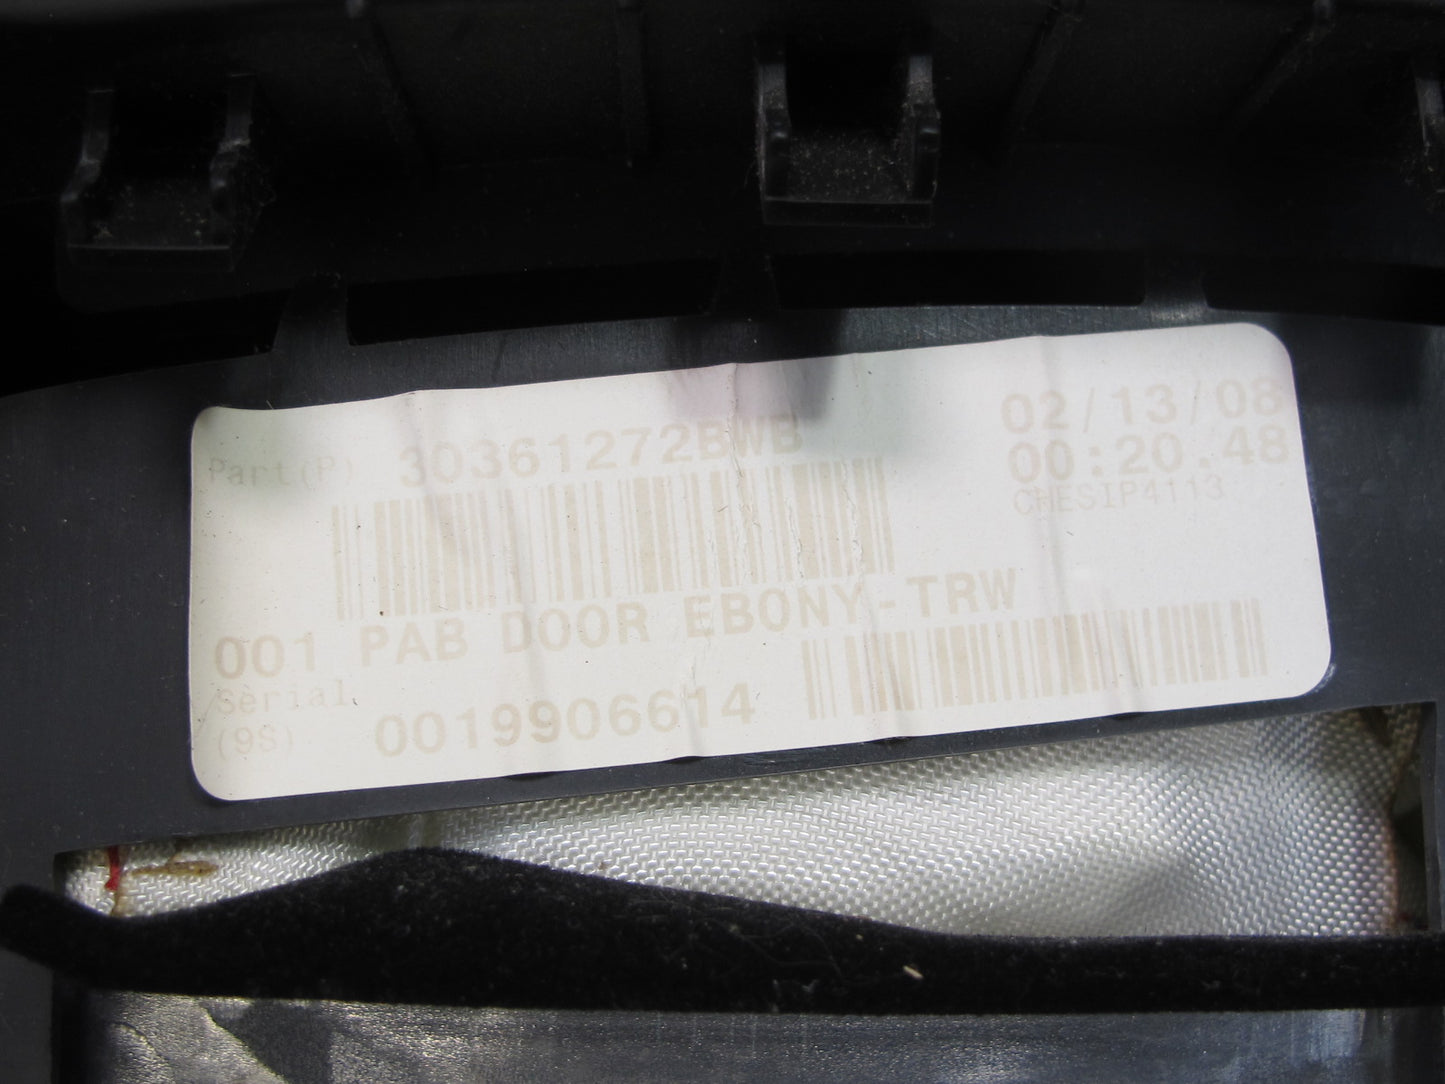 Part(P) 30361272BWB
02/13/08
00:20.48
CHESIP4113
001 PAB DOOR EBONY-TRW
Serial
(9S) 0019906614